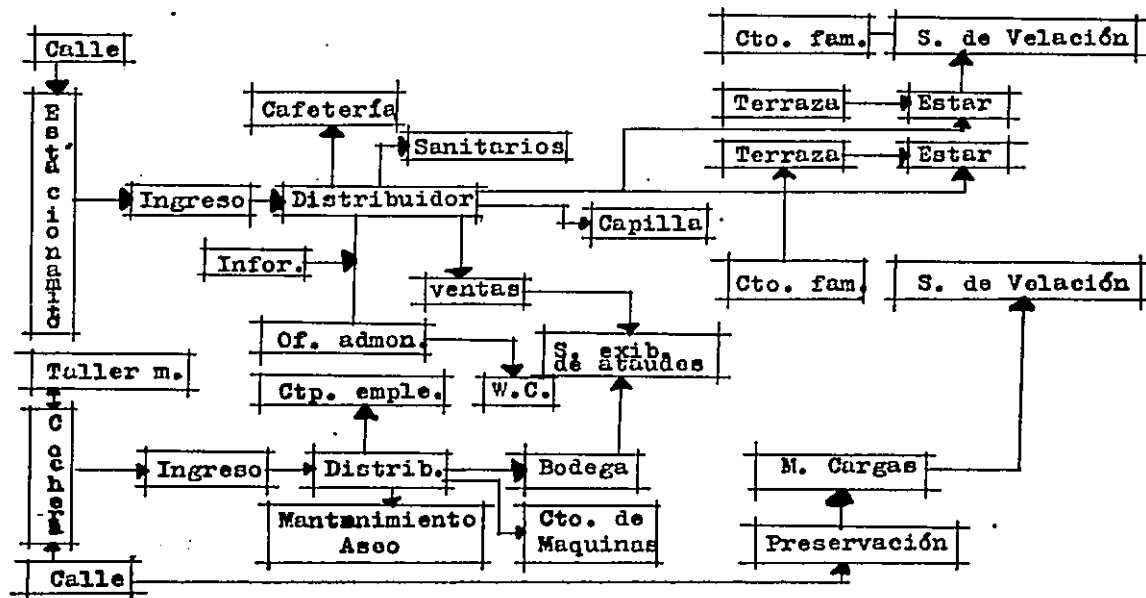 Calle
Cto. fam.
S. de Velación
Estacionamito
Cafetería
Terraza
Estar
Sanitarios
Terraza
Estar
Ingreso
Distribuidor
Capilla
Infor.
ventas
Cto. fam.
S. de Velación
Of. admon.
S. exib.
de ataudes
Taller m.
Ctp. emple.
W.C.
Cochera
Ingreso
Distrib.
Bodega
M. Cargas
Mantenimiento
Aseo
Cto. de
Maquinas
Preservación
Calle